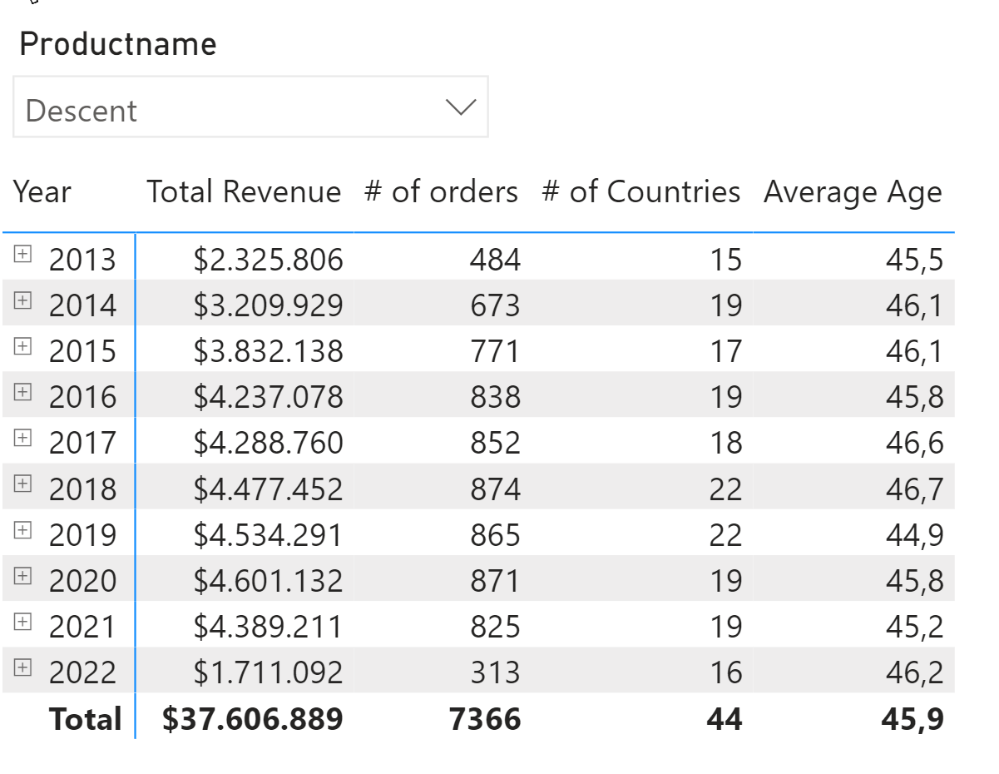 Productname
Descent
Year Total Revenue # of orders # of Countries Average Age
2013 $2.325.806 484 15 45,5
2014 $3.209.929 673 19 46,1
2015 $3.832.138 771 17 46,1
2016 $4.237.078 838 19 45,8
2017 $4.288.760 852 18 46,6
2018 $4.477.452 874 22 46,7
2019 $4.534.291 865 22 44,9
2020 $4.601.132 871 19 45,8
2021 $4.389.211 825 19 45,2
2022 $1.711.092 313 16 46,2
Total $37.606.889 7366 44 45,9